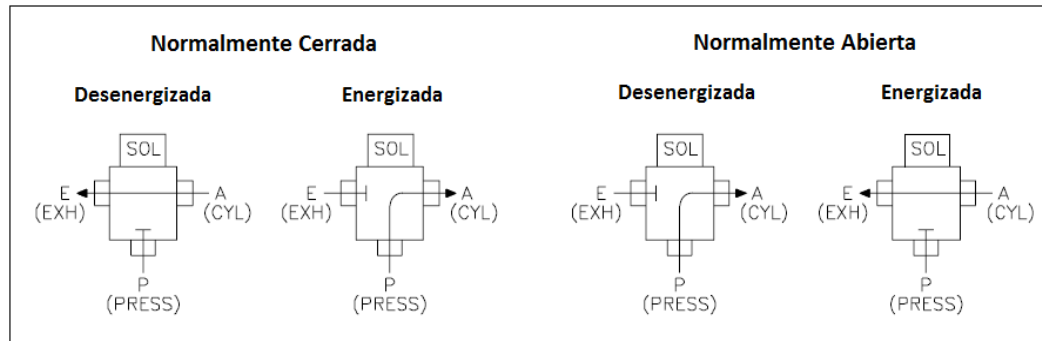 Normalmente Cerrada
Normalmente Abierta
Desenergizada
Energizada
Desenergizada
Energizada
SOL
SOL
SOL
SOL
E
A
E
A
E
A
E
A
(EXH)
(CYL)
(EXH)
(CYL)
(EXH)
(CYL)
(EXH)
(CYL)
P
P
P
P
(PRESS)
(PRESS)
(PRESS)
(PRESS)